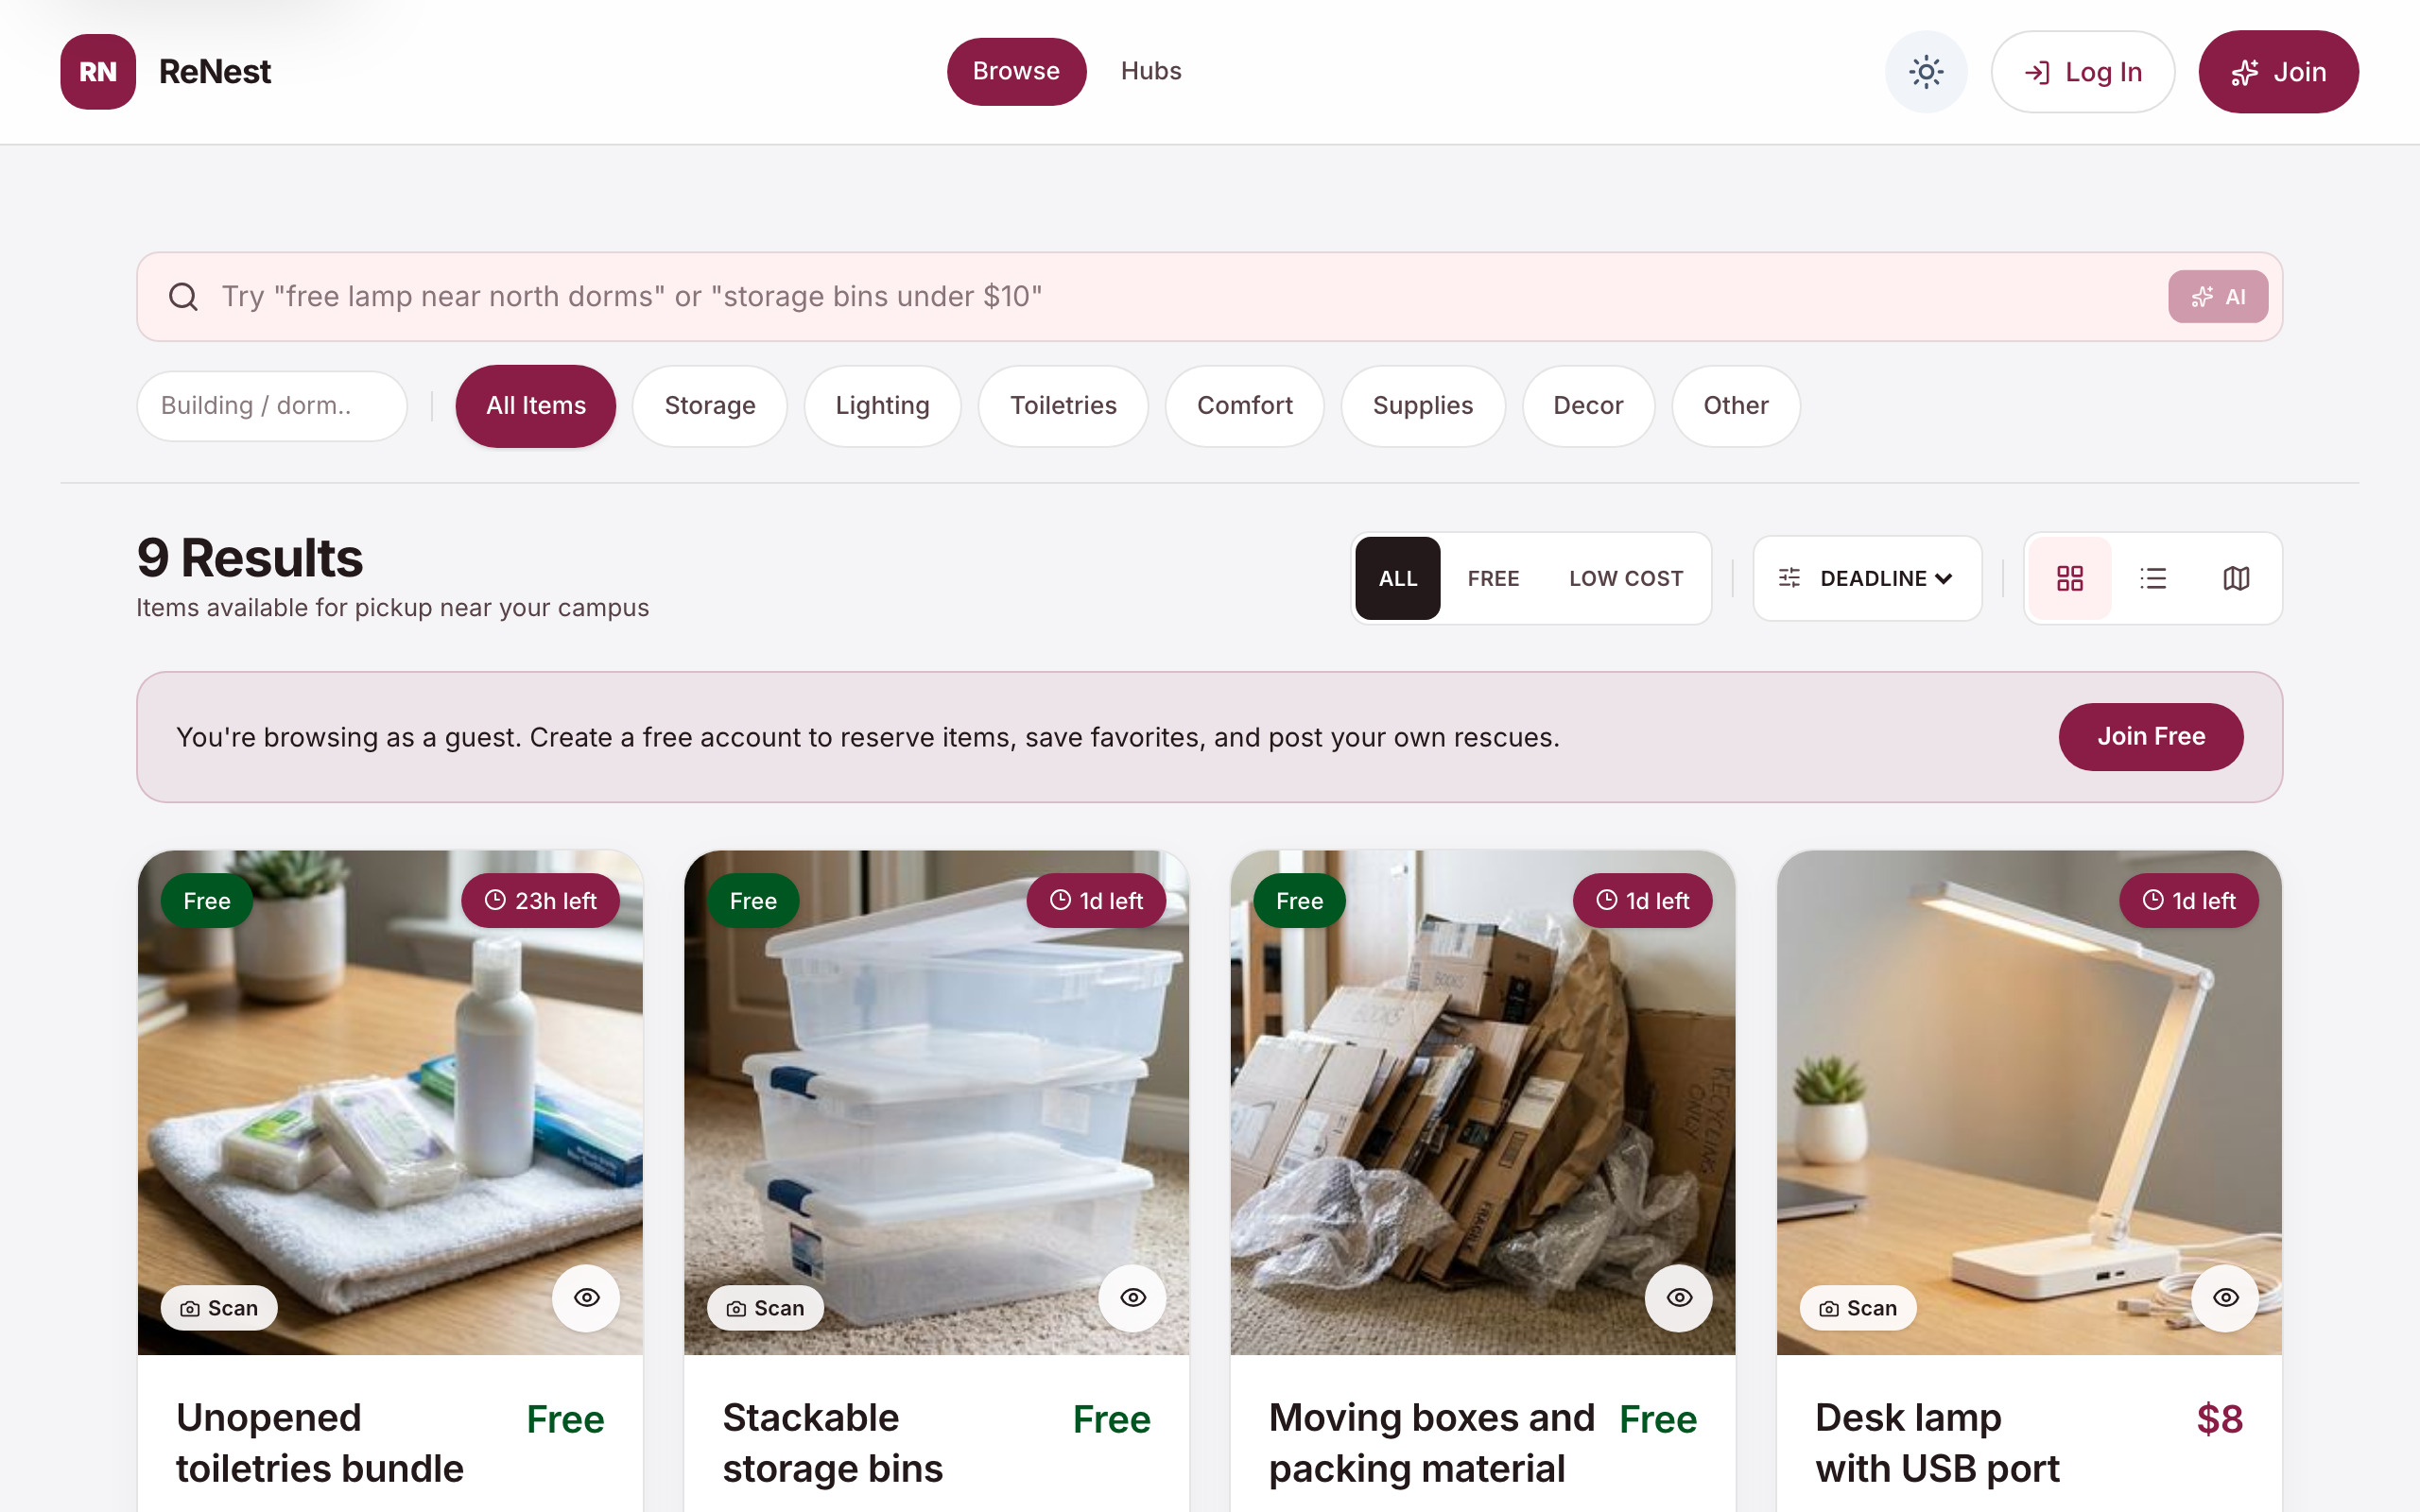 RN ReNest Browse Hubs Log In Join
Try "free lamp near north dorms" or "storage bins under $10" AI
Building / dorm.. All Items Storage Lighting Toiletries Comfort Supplies Decor Other
9 Results
Items available for pickup near your campus
ALL FREE LOW COST DEADLINE
You're browsing as a guest. Create a free account to reserve items, save favorites, and post your own rescues. Join Free
Free 23h left
Scan
Unopened
toiletries bundle
Free
Free 1d left
Scan
Stackable
storage bins
Free
Free 1d left
BOOKS
BOOKS
RECYCLING
ONLY
FRAGILE
Moving boxes and
packing material
Free
1d left
Scan
Desk lamp
with USB port
$8